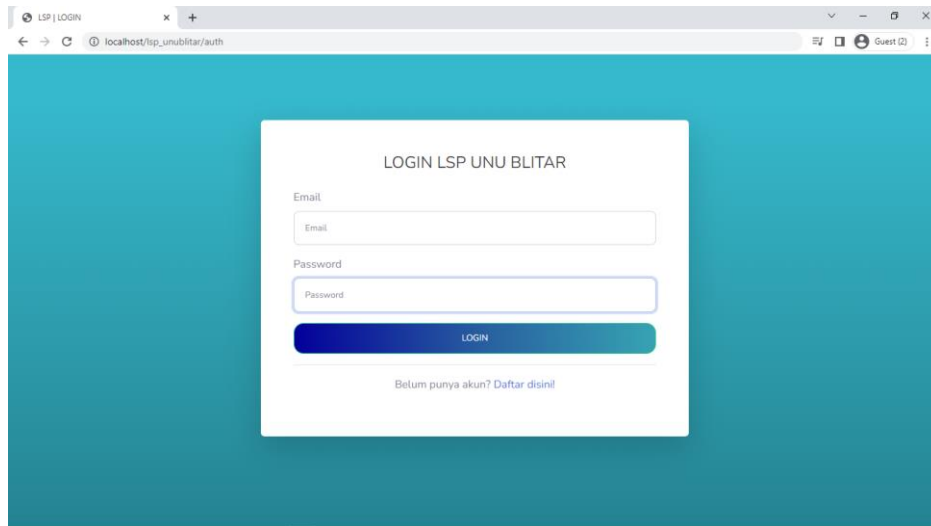 LSP | LOGIN
localhost/lsp_unublitar/auth
Guest (2)
LOGIN LSP UNU BLITAR
Email
Email
Password
Password
LOGIN
Belum punya akun? Daftar disini!